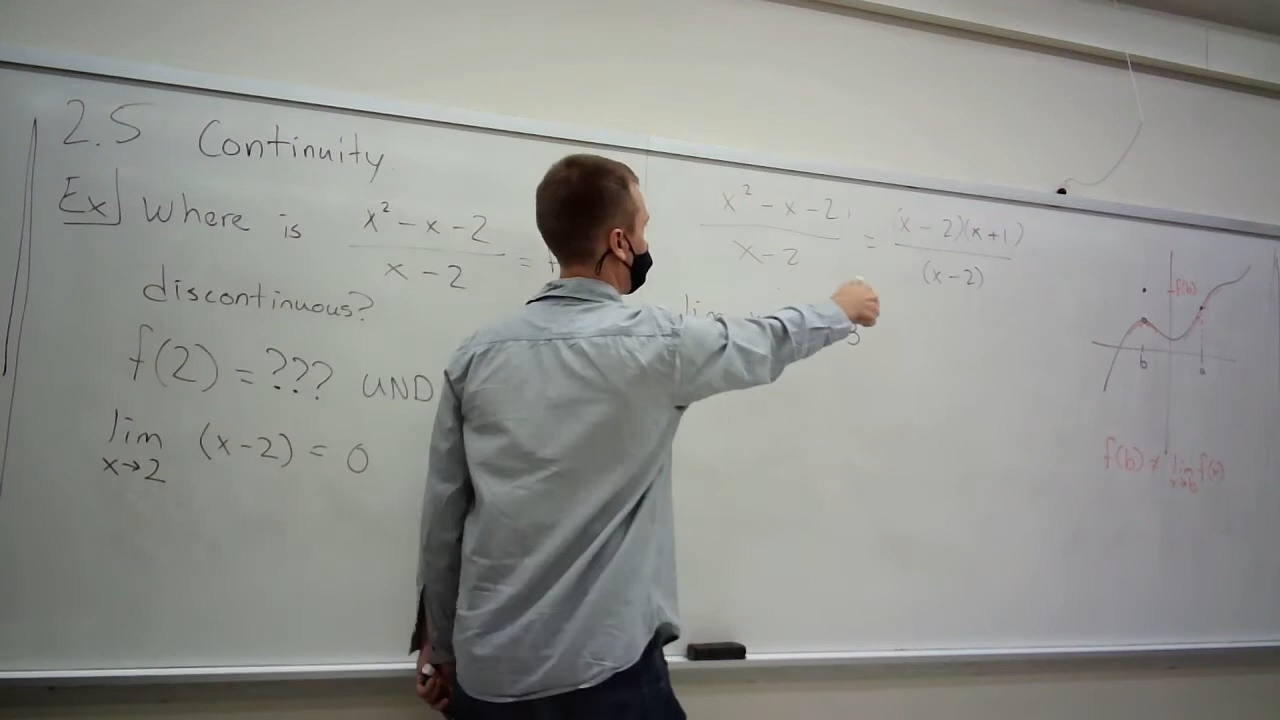 2.5 Continuity
Ex Where is x² - x - 2 / x - 2 =
discontinuous?
f(2) = ??? UND
lim x→2 (x-2) = 0
x² - x - 2 / x - 2 = (x - 2)(x + 1) / (x - 2)
lim
3
f(b)
b a
f(b) ≠ lim f(x)